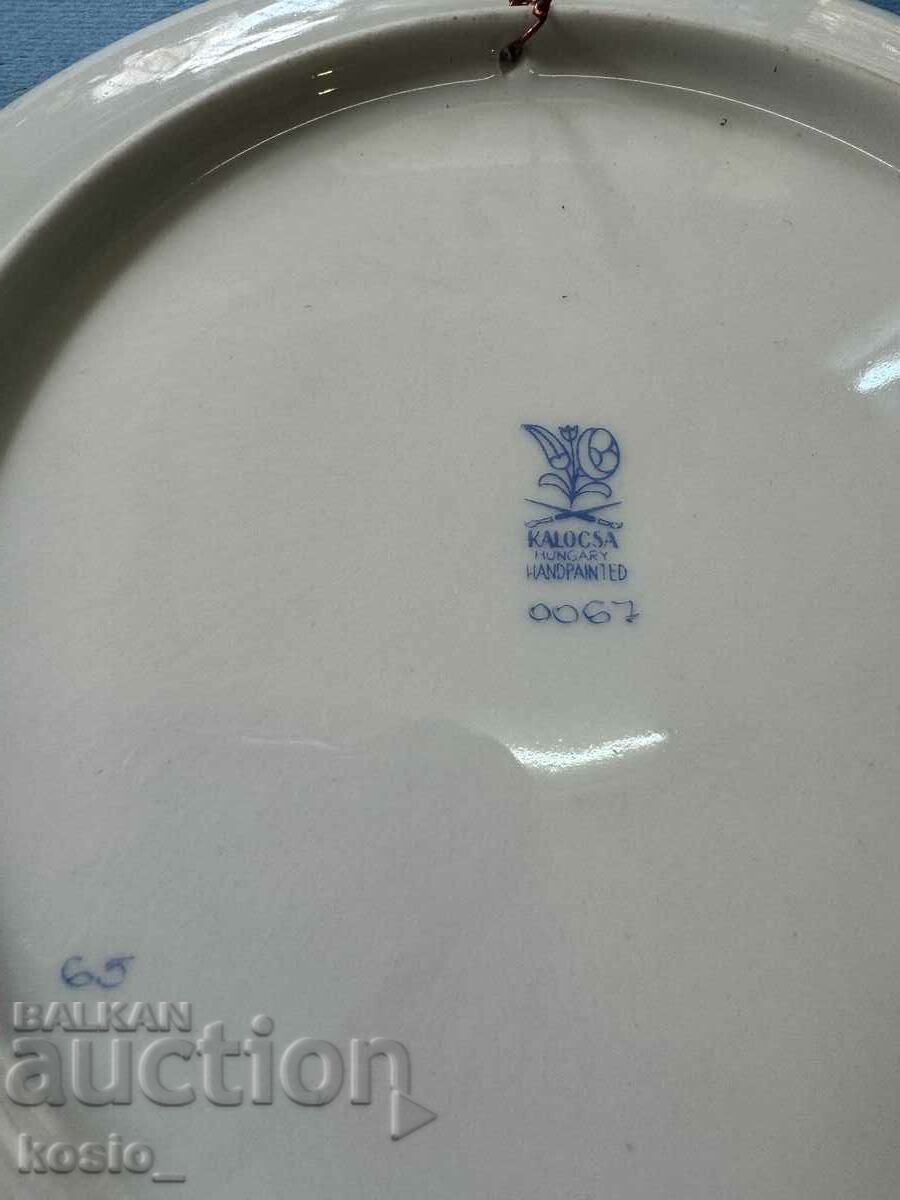 KALOCSA
HUNGARY
HANDPAINTED
0067
65
BALKAN
auction
kosio_